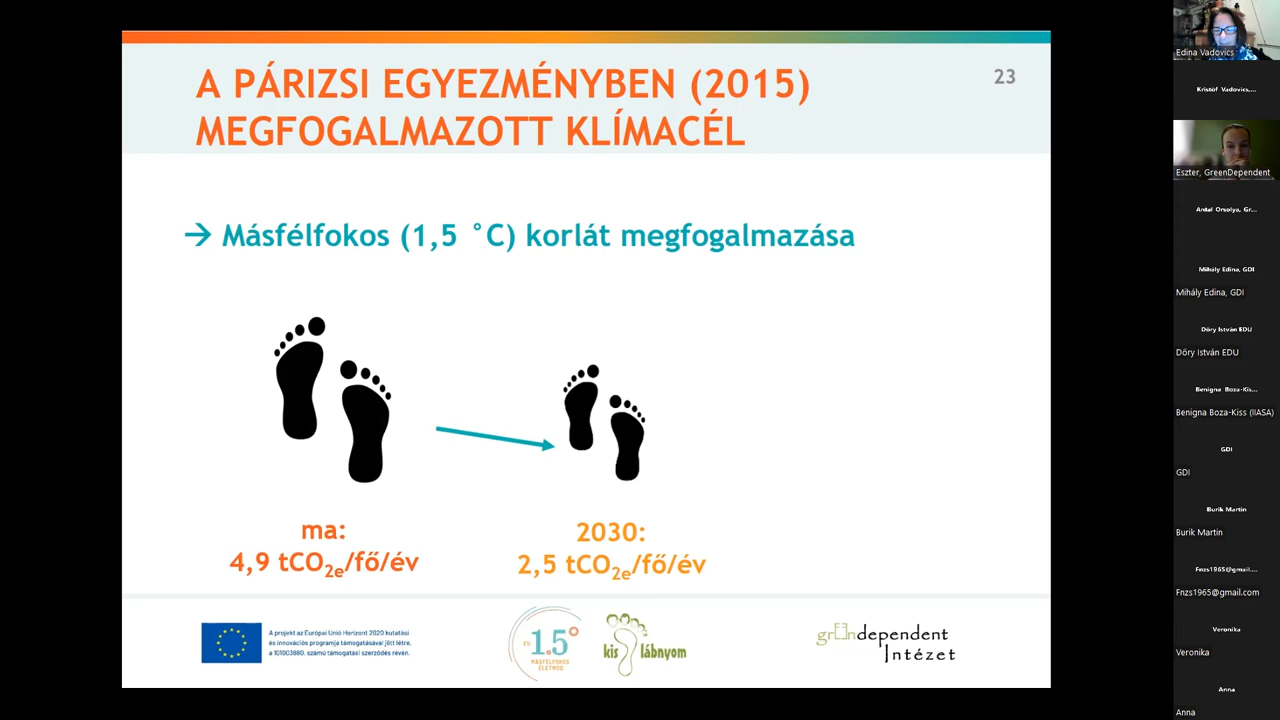 A PÁRIZSI EGYEZMÉNYBEN (2015)
MEGFOGALMAZOTT KLÍMACÉL
23
→ Másfélfokos (1,5 °C) korlát megfogalmazása
ma:
4,9 tCO2e/fő/év
2030:
2,5 tCO2e/fő/év
A projekt az Európai Unió Horizont 2020 kutatási
és innovációs programja támogatásával jött létre,
a 101003880. számú támogatási szerződés révén.
EU
1.5°
MÁSFÉLFOKOS
ÉLETMÓD
kis lábnyom
greendependent
Intézet
Edina Vadovics
Kristóf Vadovics,...
Eszter, GreenDependent
Antal Orsolya, Gr...
Mihály Edina, GDI
Mihály Edina, GDI
Dőry István EDU
Dőry István EDU
Benigna Boza-Kis...
Benigna Boza-Kiss (IIASA)
GDI
GDI
Burik Martin
Burik Martin
Fnzs1965@gmail....
Fnzs1965@gmail.com
Veronika
Veronika
Anna
Anna